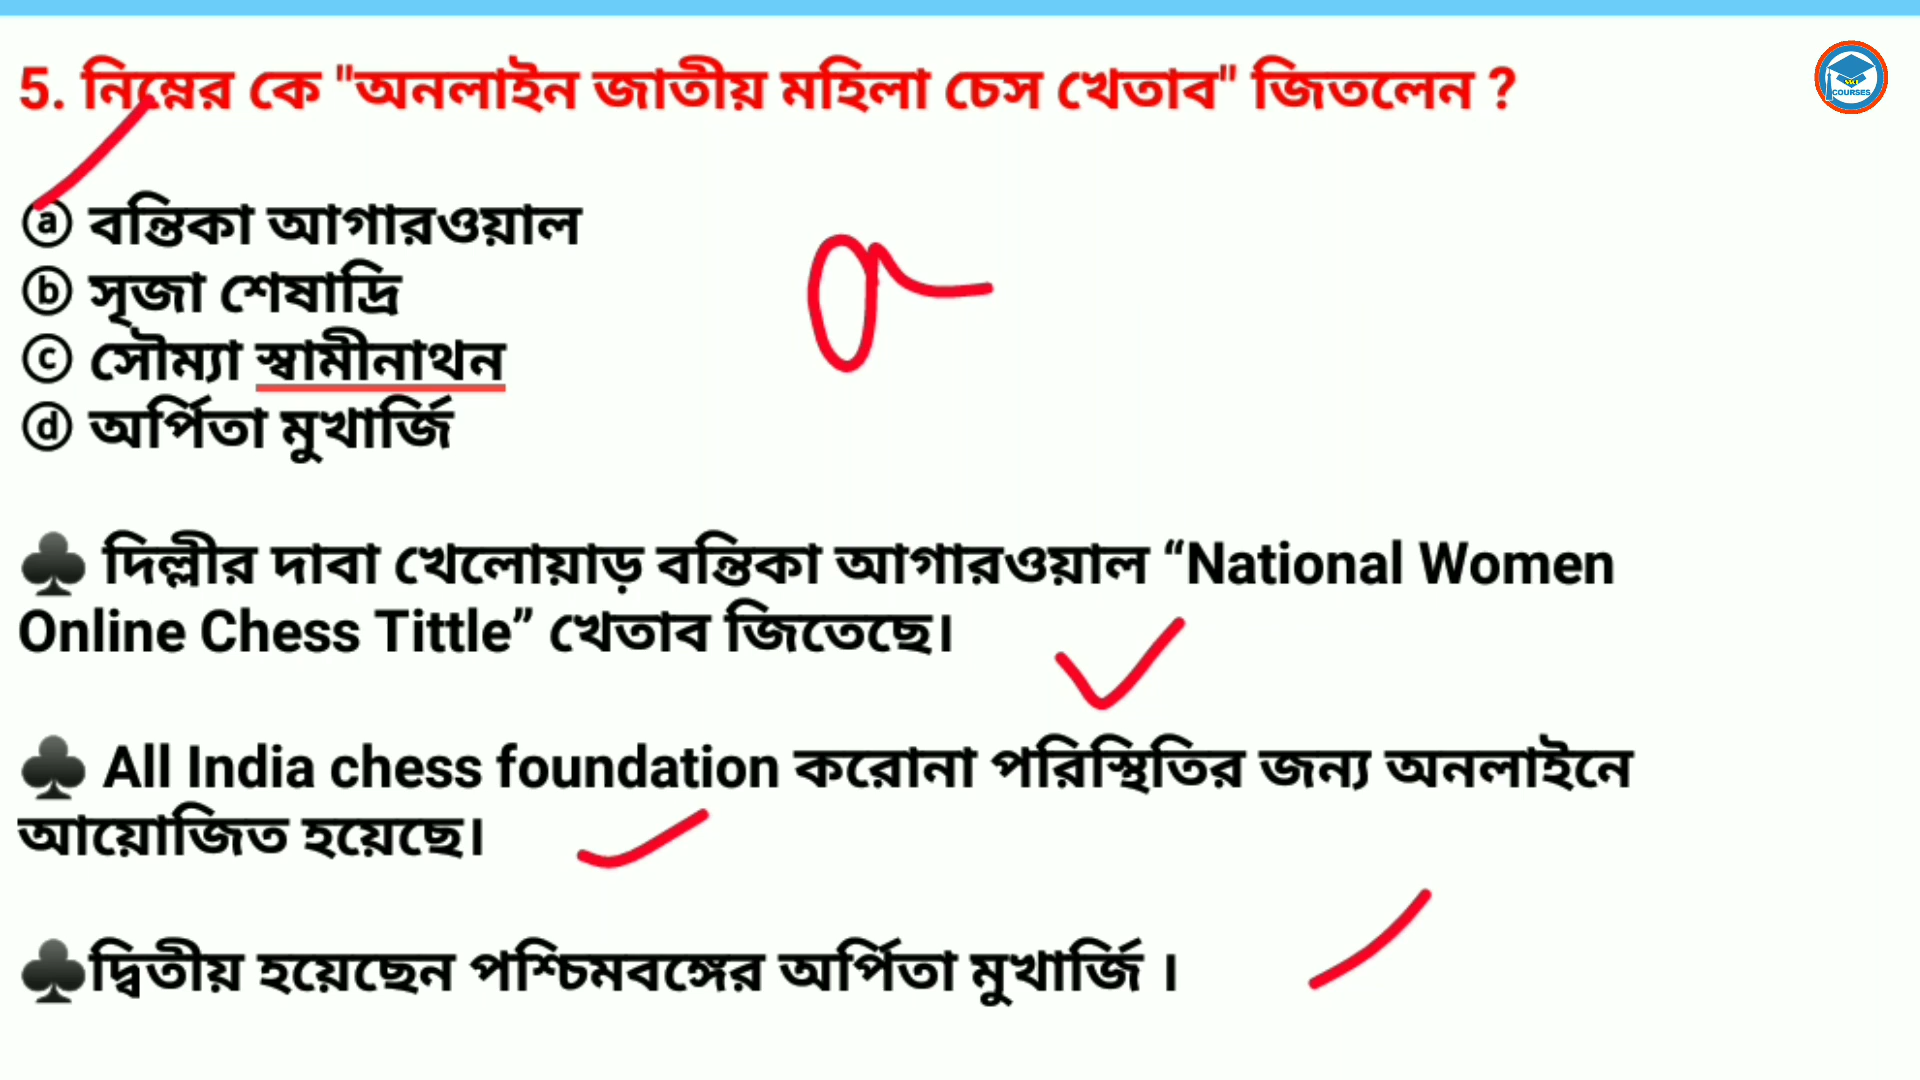 5. নিম্নের কে "অনলাইন জাতীয় মহিলা চেস খেতাব" জিতলেন ?
COURSES
ⓐ বন্তিকা আগারওয়াল
ⓑ সৃজা শেষাদ্রি
ⓒ সৌম্যা স্বামীনাথন
ⓓ অর্পিতা মুখার্জি
a
♣ দিল্লীর দাবা খেলোয়াড় বন্তিকা আগারওয়াল “National Women
Online Chess Tittle” খেতাব জিতেছে।
♣ All India chess foundation করোনা পরিস্থিতির জন্য অনলাইনে
আয়োজিত হয়েছে।
♣দ্বিতীয় হয়েছেন পশ্চিমবঙ্গের অর্পিতা মুখার্জি ।